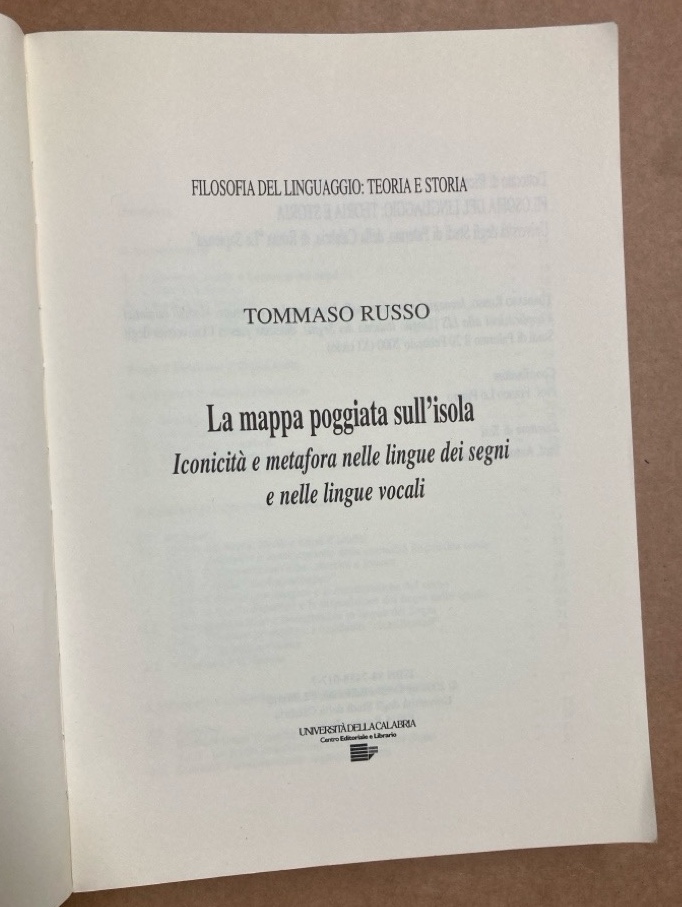 FILOSOFIA DEL LINGUAGGIO: TEORIA E STORIA
TOMMASO RUSSO
La mappa poggiata sull'isola
Iconicità e metafora nelle lingue dei segni
e nelle lingue vocali
UNIVERSITÀ DELLA CALABRIA
Centro Editoriale e Librario